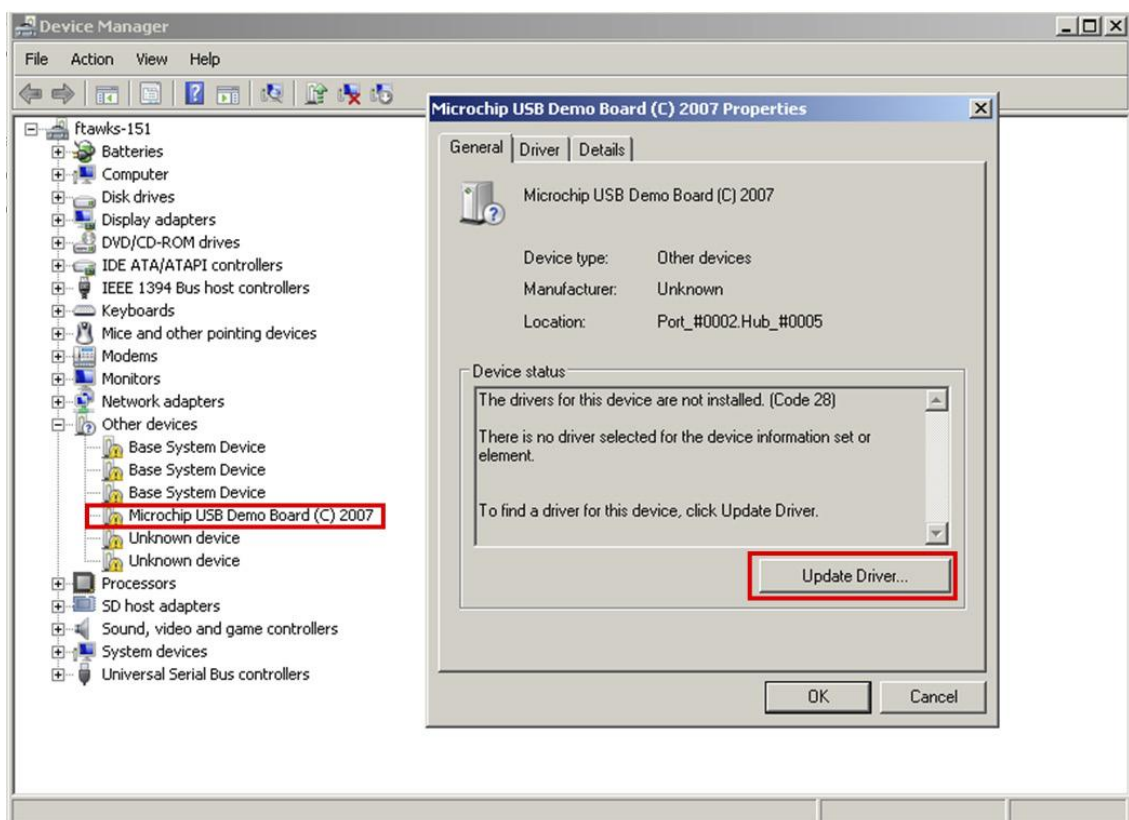 Device Manager
File Action View Help
ftawks-151
Batteries
Computer
Disk drives
Display adapters
DVD/CD-ROM drives
IDE ATA/ATAPI controllers
IEEE 1394 Bus host controllers
Keyboards
Mice and other pointing devices
Modems
Monitors
Network adapters
Other devices
Base System Device
Base System Device
Base System Device
Microchip USB Demo Board (C) 2007
Unknown device
Unknown device
Processors
SD host adapters
Sound, video and game controllers
System devices
Universal Serial Bus controllers
Microchip USB Demo Board (C) 2007 Properties
General Driver Details
Microchip USB Demo Board (C) 2007
Device type: Other devices
Manufacturer: Unknown
Location: Port_#0002.Hub_#0005
Device status
The drivers for this device are not installed. (Code 28)
There is no driver selected for the device information set or
element.
To find a driver for this device, click Update Driver.
Update Driver...
OK Cancel